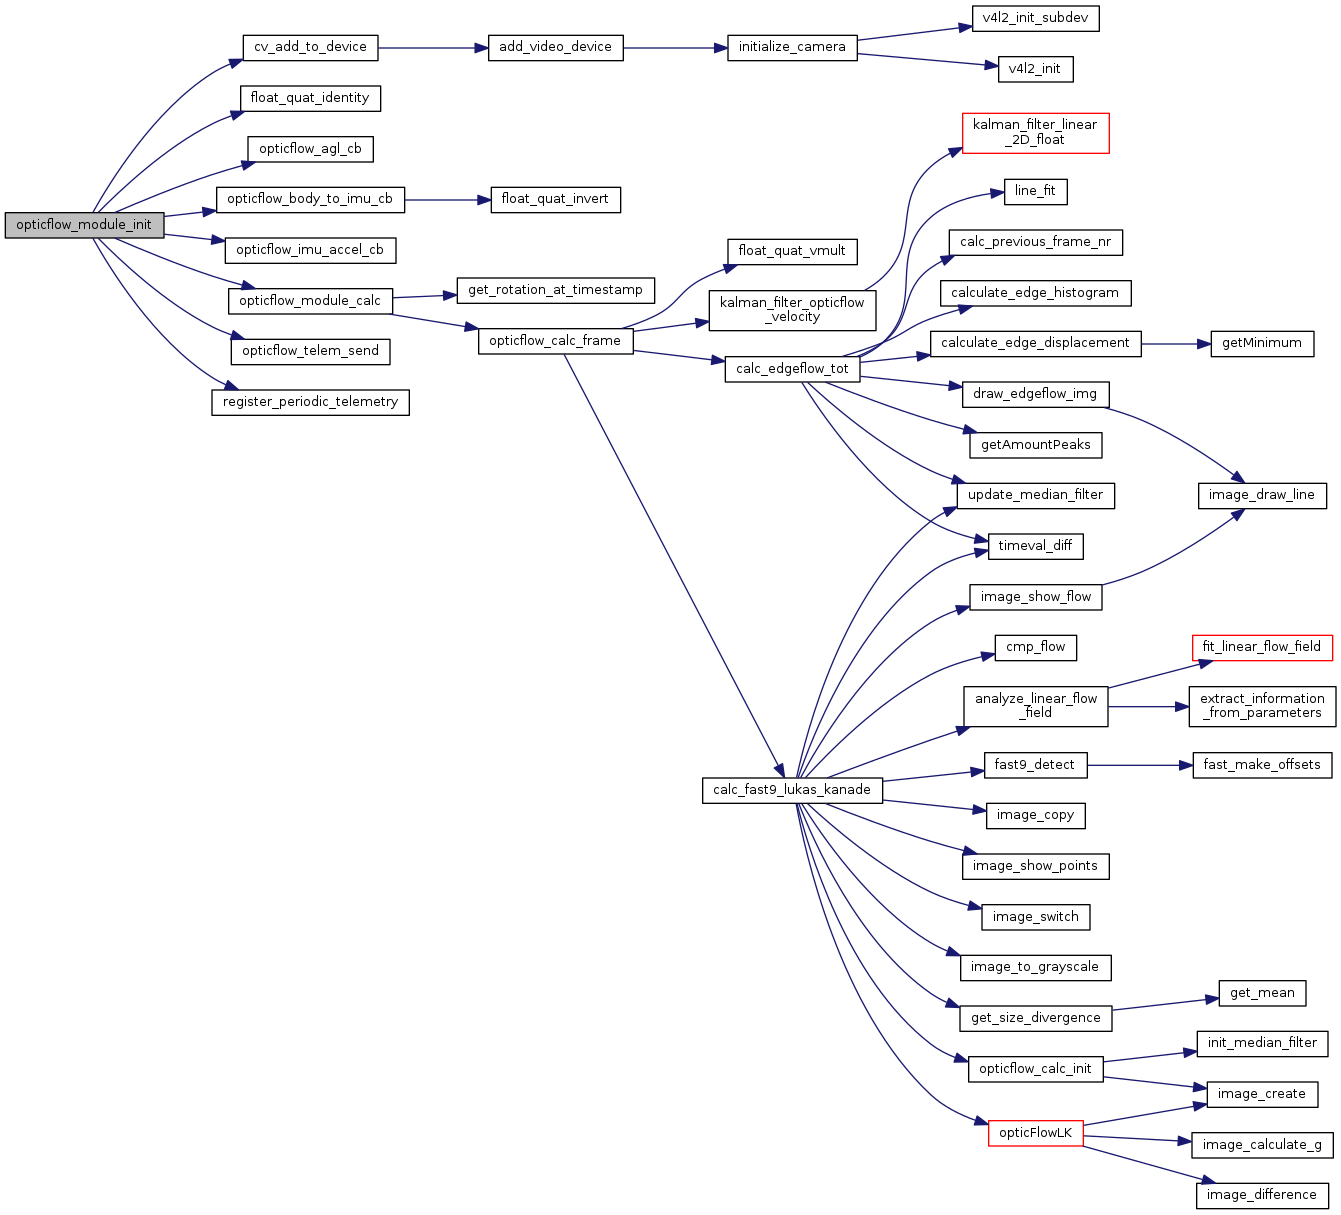 v4l2_init_subdev
cv_add_to_device
add_video_device
initialize_camera
v4l2_init
float_quat_identity
kalman_filter_linear
_2D_float
opticflow_agl_cb
line_fit
opticflow_body_to_imu_cb
float_quat_invert
opticflow_module_init
calc_previous_frame_nr
opticflow_imu_accel_cb
float_quat_vmult
get_rotation_at_timestamp
calculate_edge_histogram
opticflow_module_calc
kalman_filter_opticflow
_velocity
opticflow_calc_frame
calculate_edge_displacement
getMinimum
opticflow_telem_send
calc_edgeflow_tot
draw_edgeflow_img
register_periodic_telemetry
getAmountPeaks
update_median_filter
image_draw_line
timeval_diff
image_show_flow
cmp_flow
fit_linear_flow_field
analyze_linear_flow
_field
extract_information
_from_parameters
fast9_detect
fast_make_offsets
calc_fast9_lukas_kanade
image_copy
image_show_points
image_switch
image_to_grayscale
get_mean
get_size_divergence
init_median_filter
opticflow_calc_init
image_create
opticFlowLK
image_calculate_g
image_difference